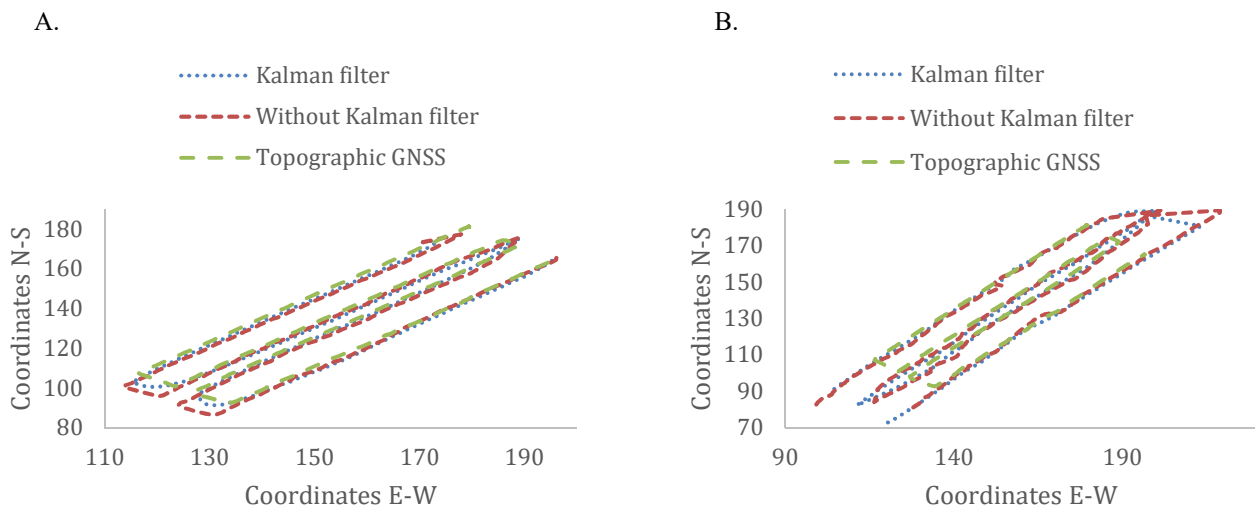 A.
Kalman filter
Without Kalman filter
Topographic GNSS
Coordinates N-S
180
160
140
120
100
80
110 130 150 170 190
Coordinates E-W
B.
Kalman filter
Without Kalman filter
Topographic GNSS
Coordinates N-S
190
170
150
130
110
90
70
90 140 190
Coordinates E-W